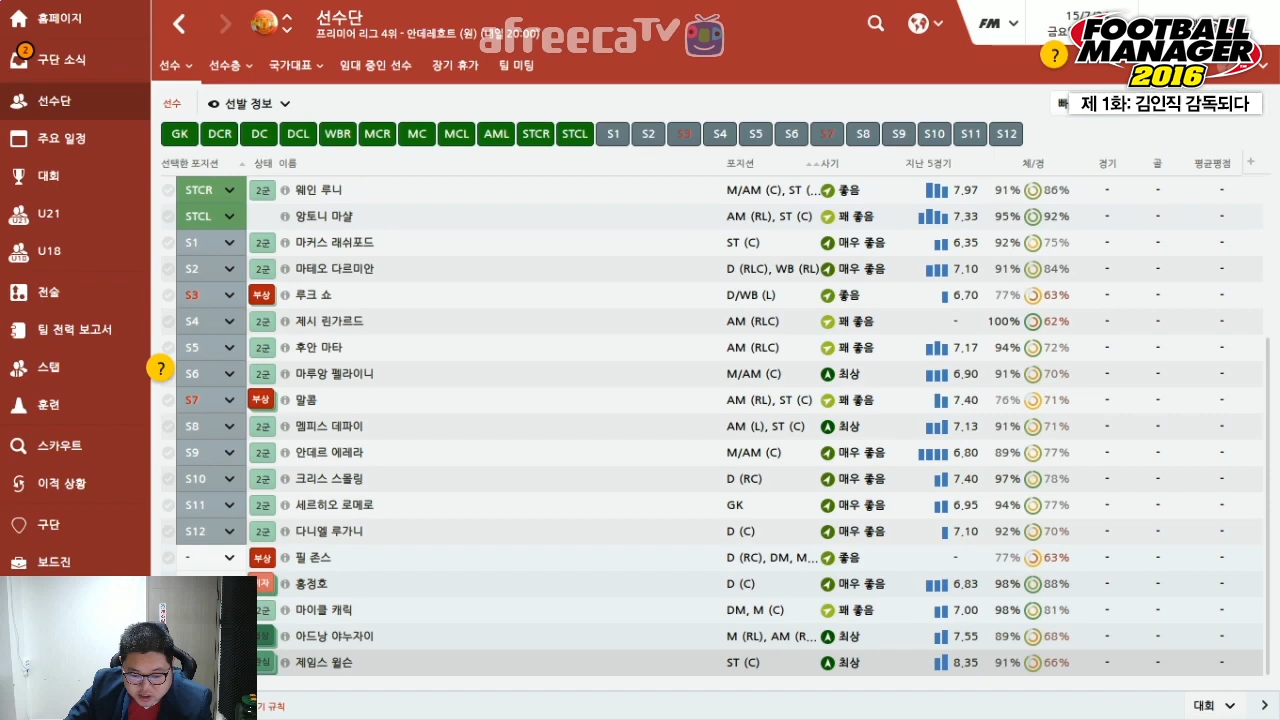 홈페이지
2
구단 소식
선수단
주요 일정
대회
U21
U21
U18
U18
전술
팀 전력 보고서
스탭
훈련
스카우트
이적 상황
구단
보드진
선수단
프리미어 리그 4위 - 안데레흐트 (원) (내일 20:00)
afreecaTV
FM
15/7/
금요
?
FOOTBALL
MANAGER
2016
제 1화: 김인직 감독되다
선수 선수층 국가대표 임대 중인 선수 장기 휴가 팀 미팅
선수 선발 정보
GK DCR DC DCL WBR MCR MC MCL AML STCR STCL S1 S2 S3 S4 S5 S6 S7 S8 S9 S10 S11 S12
선택한 포지션 상태 이름 포지션 사기 지난 5경기 체/경 경기 골 평균평점 +
STCR 2군 웨인 루니 M/AM (C), ST (... 좋음 7.97 91% 86% - - -
STCL 앙토니 마샬 AM (RL), ST (C) 꽤 좋음 7,33 95% 92% - - -
S1 2군 마커스 래쉬포드 ST (C) 매우 좋음 6,35 92% 75% - - -
S2 2군 마테오 다르미안 D (RLC), WB (RL) 매우 좋음 7,10 91% 84% - - -
S3 부상 루크 쇼 D/WB (L) 좋음 6,70 77% 63% - - -
S4 2군 제시 린가르드 AM (RLC) 꽤 좋음 - 100% 62% - - -
S5 2군 후안 마타 AM (RLC) 꽤 좋음 7,17 94% 72% - - -
? S6 2군 마루앙 펠라이니 M/AM (C) 최상 6,90 91% 70% - - -
S7 부상 말콤 AM (RL), ST (C) 꽤 좋음 7.40 76% 71% - - -
S8 2군 멤피스 데파이 AM (L), ST (C) 최상 7,13 91% 71% - - -
S9 2군 안데르 에레라 M/AM (C) 매우 좋음 6,80 89% 77% - - -
S10 2군 크리스 스몰링 D (RC) 매우 좋음 7,40 97% 78% - - -
S11 2군 세르히오 로메로 GK 매우 좋음 6,95 94% 77% - - -
S12 2군 다니엘 루가니 D (C) 매우 좋음 7,10 92% 70% - - -
- 부상 필 존스 D (RC), DM, M... 좋음 77% 63% - - -
홍정호 D (C) 매우 좋음 6,83 98% 88% - - -
2군 마이클 캐릭 DM, M (C) 꽤 좋음 7,00 98% 81% - - -
아드낭 야누자이 M (RL), AM (R... 최상 7,55 89% 68% - - -
제임스 윌슨 ST (C) 최상 8,35 91% 66% - - -
기 규칙
대회